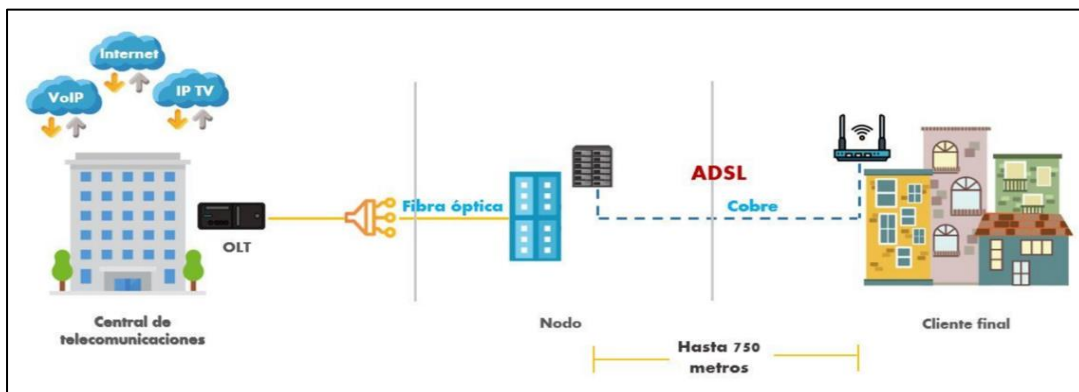 Internet
VoIP
IP TV
OLT
Fibra óptica
ADSL
Cobre
Central de
telecomunicaciones
Nodo
Cliente final
Hasta 750
metros